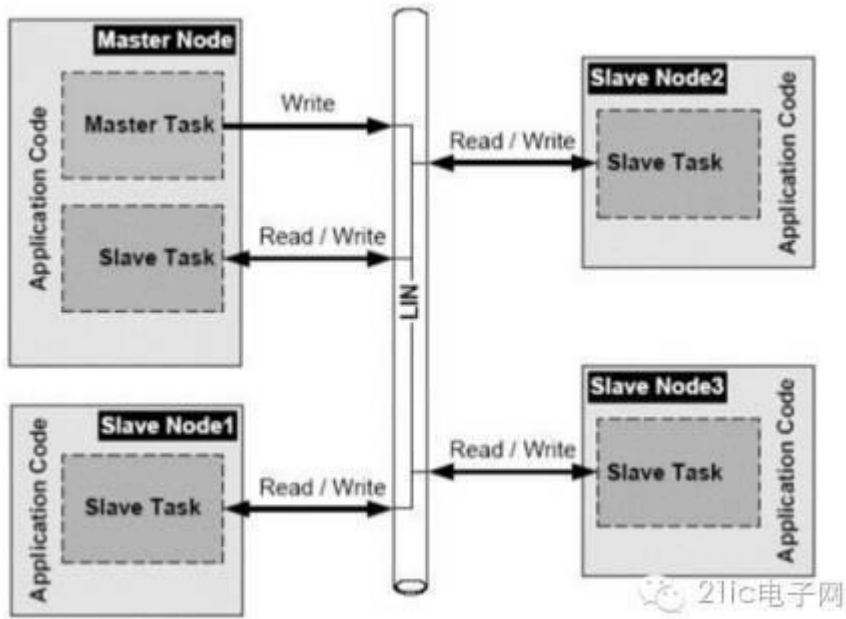 Master Node
Application Code
Master Task
Slave Task
Write
Read / Write
Slave Node1
Application Code
Slave Task
Read / Write
LIN
Slave Node2
Slave Task
Application Code
Read / Write
Slave Node3
Slave Task
Application Code
Read / Write
21ic电子网